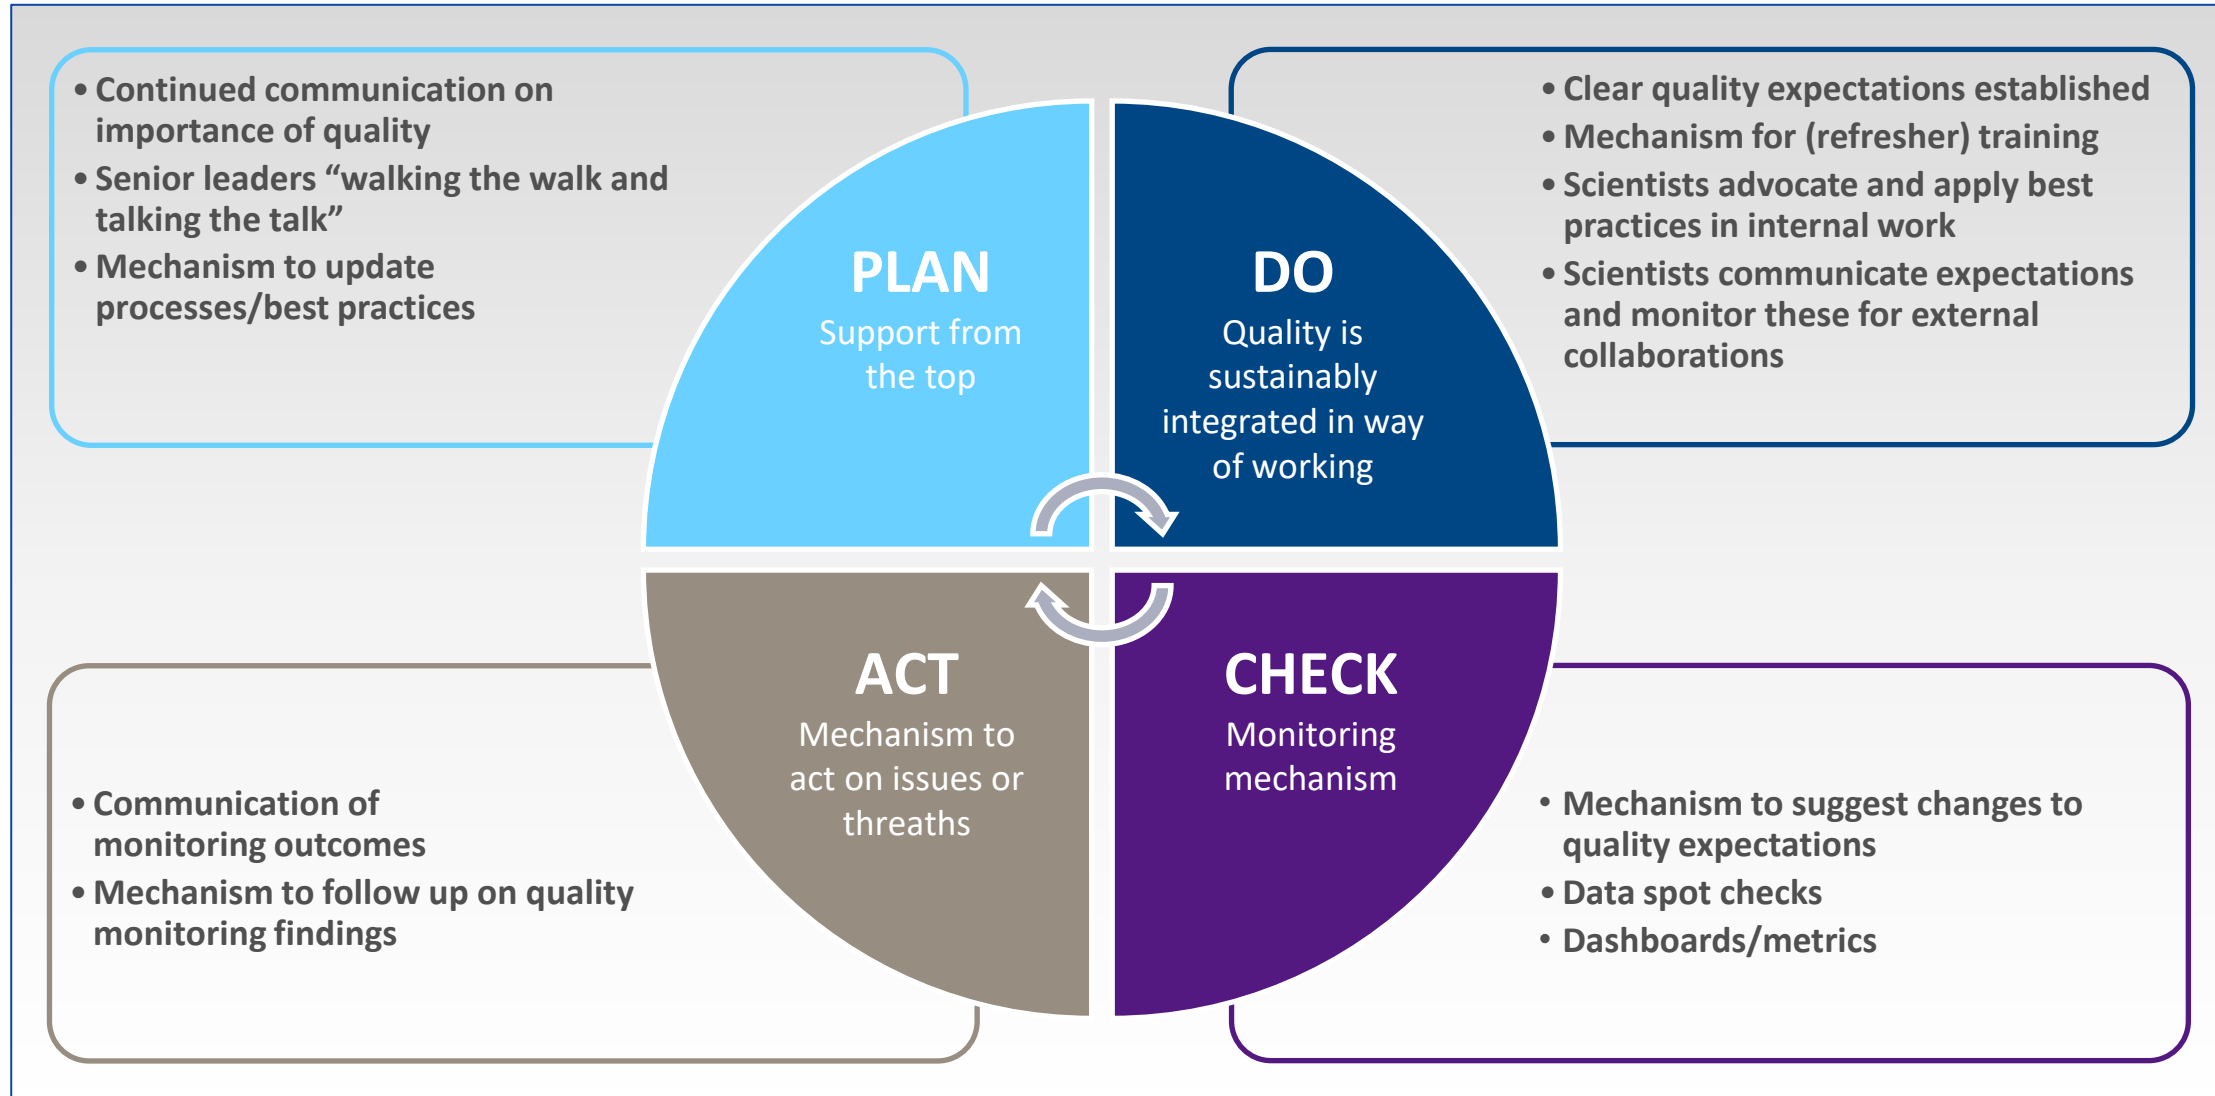 • Continued communication on
importance of quality
• Senior leaders “walking the walk and
talking the talk”
• Mechanism to update
processes/best practices
PLAN
Support from
the top
DO
Quality is
sustainably
integrated in way
of working
• Clear quality expectations established
• Mechanism for (refresher) training
• Scientists advocate and apply best
practices in internal work
• Scientists communicate expectations
and monitor these for external
collaborations
• Communication of
monitoring outcomes
• Mechanism to follow up on quality
monitoring findings
ACT
Mechanism to
act on issues or
threaths
CHECK
Monitoring
mechanism
• Mechanism to suggest changes to
quality expectations
• Data spot checks
• Dashboards/metrics